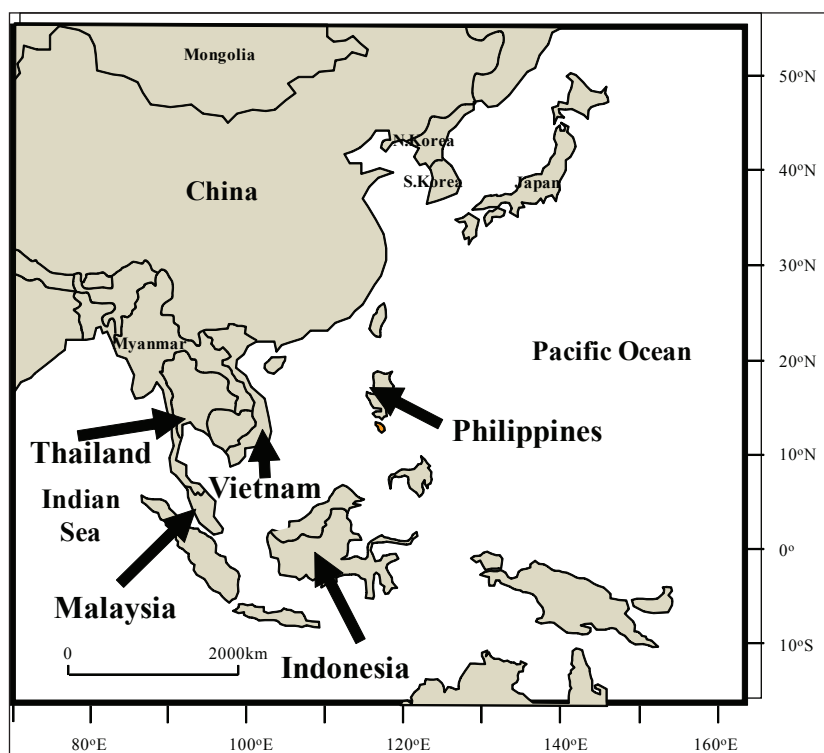 Mongolia
50°N
N.Korea
40°N
China
S.Korea
Japan
30°N
Myanmar
Pacific Ocean
20°N
Philippines
Thailand
10°N
Vietnam
Indian
Sea
0°
Malaysia
0
2000km
Indonesia
10°S
80°E
100°E
120°E
140°E
160°E